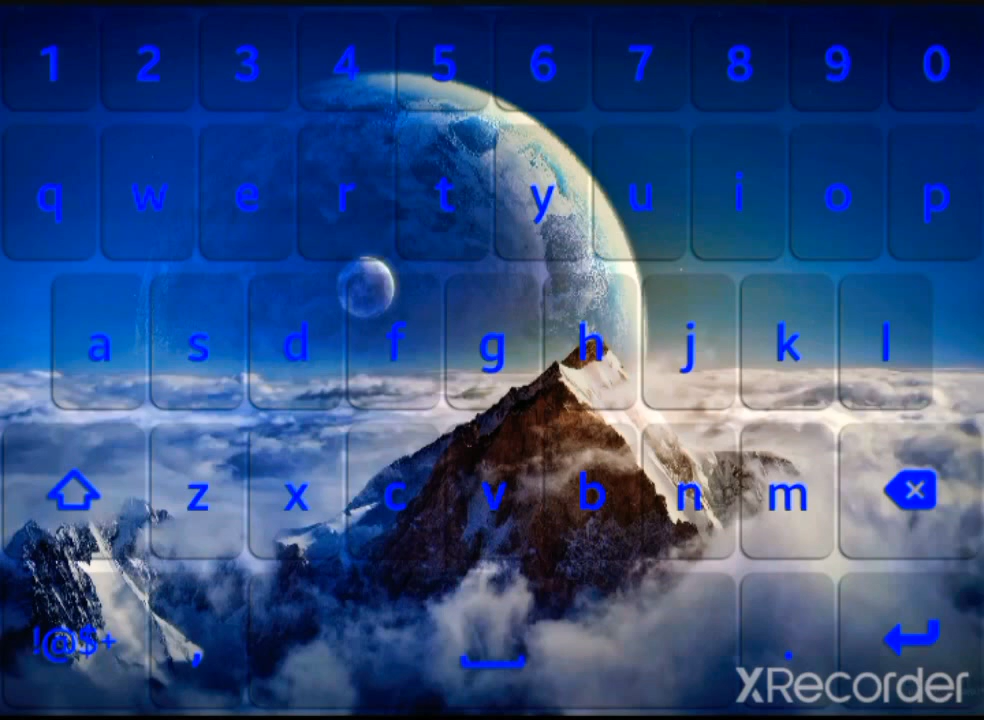 1 2 3 4 5 6 7 8 9 0
q w e r t y u i o p
a s d f g h j k l
z x c v b n m
!@$+ , .
XRecorder